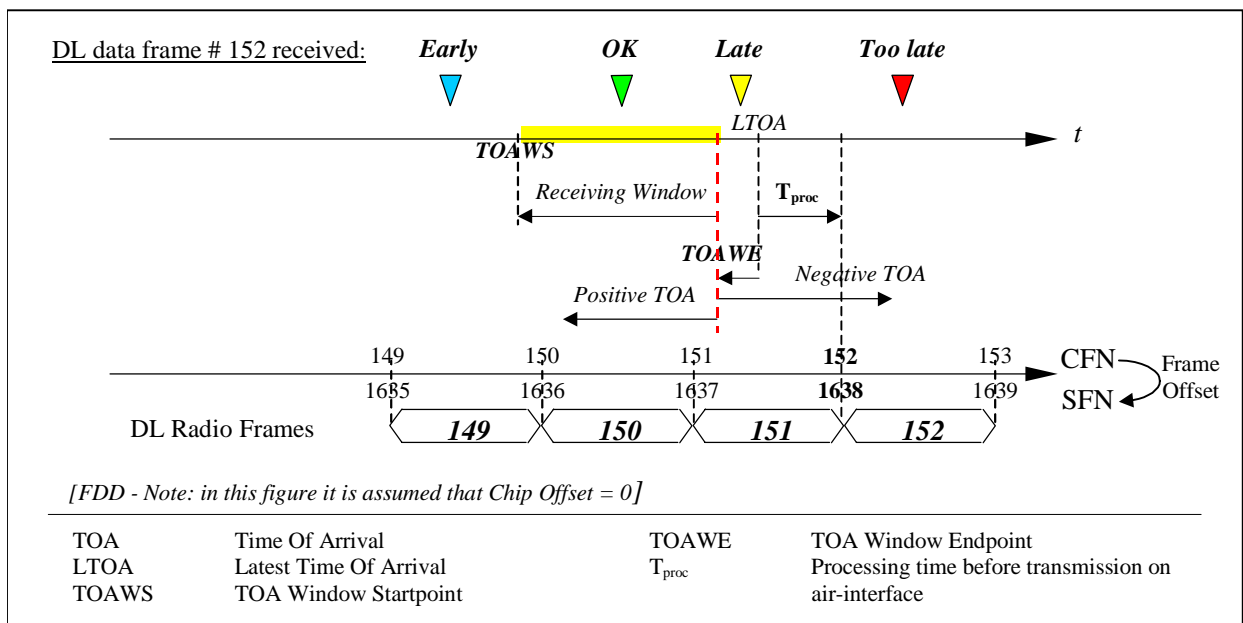 DL data frame # 152 received: Early OK Late Too late
LTOA
t
TOAWS
Receiving Window Tproc
TOAWE
Negative TOA
Positive TOA
149 150 151 152 153 CFN Frame
1635 1636 1637 1638 1639 SFN Offset
DL Radio Frames 149 150 151 152
[FDD - Note: in this figure it is assumed that Chip Offset = 0]
TOA Time Of Arrival TOAWE TOA Window Endpoint
LTOA Latest Time Of Arrival Tproc Processing time before transmission on
TOAWS TOA Window Startpoint air-interface